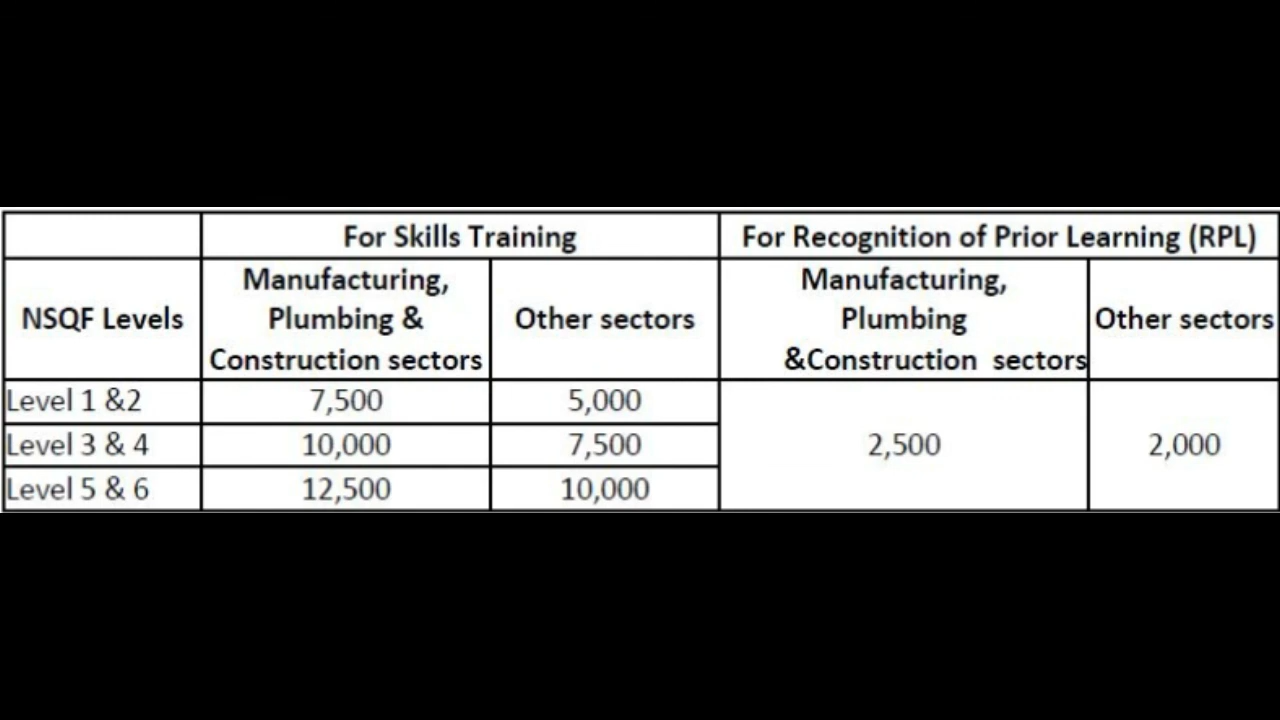 For Skills Training For Recognition of Prior Learning (RPL)
NSQF Levels Manufacturing, Plumbing & Construction sectors Other sectors Manufacturing, Plumbing &Construction sectors Other sectors
Level 1 &2 7,500 5,000
Level 3 & 4 10,000 7,500 2,500 2,000
Level 5 & 6 12,500 10,000